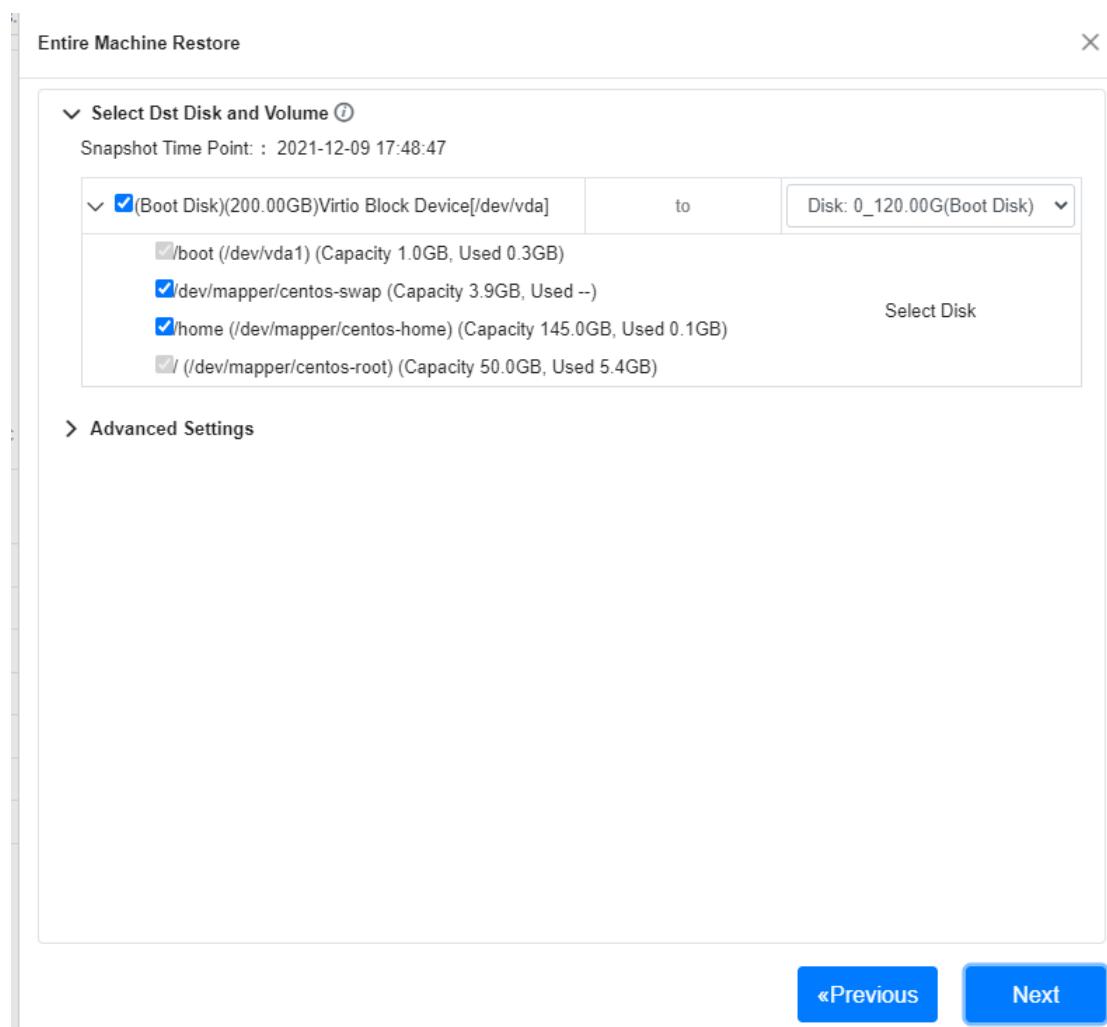 Entire Machine Restore
Select Dst Disk and Volume
Snapshot Time Point: : 2021-12-09 17:48:47
(Boot Disk)(200.00GB)Virtio Block Device[/dev/vda] to Disk: 0_120.00G(Boot Disk)
/boot (/dev/vda1) (Capacity 1.0GB, Used 0.3GB)
/dev/mapper/centos-swap (Capacity 3.9GB, Used --)
Select Disk
/home (/dev/mapper/centos-home) (Capacity 145.0GB, Used 0.1GB)
/ (/dev/mapper/centos-root) (Capacity 50.0GB, Used 5.4GB)
Advanced Settings
«Previous Next